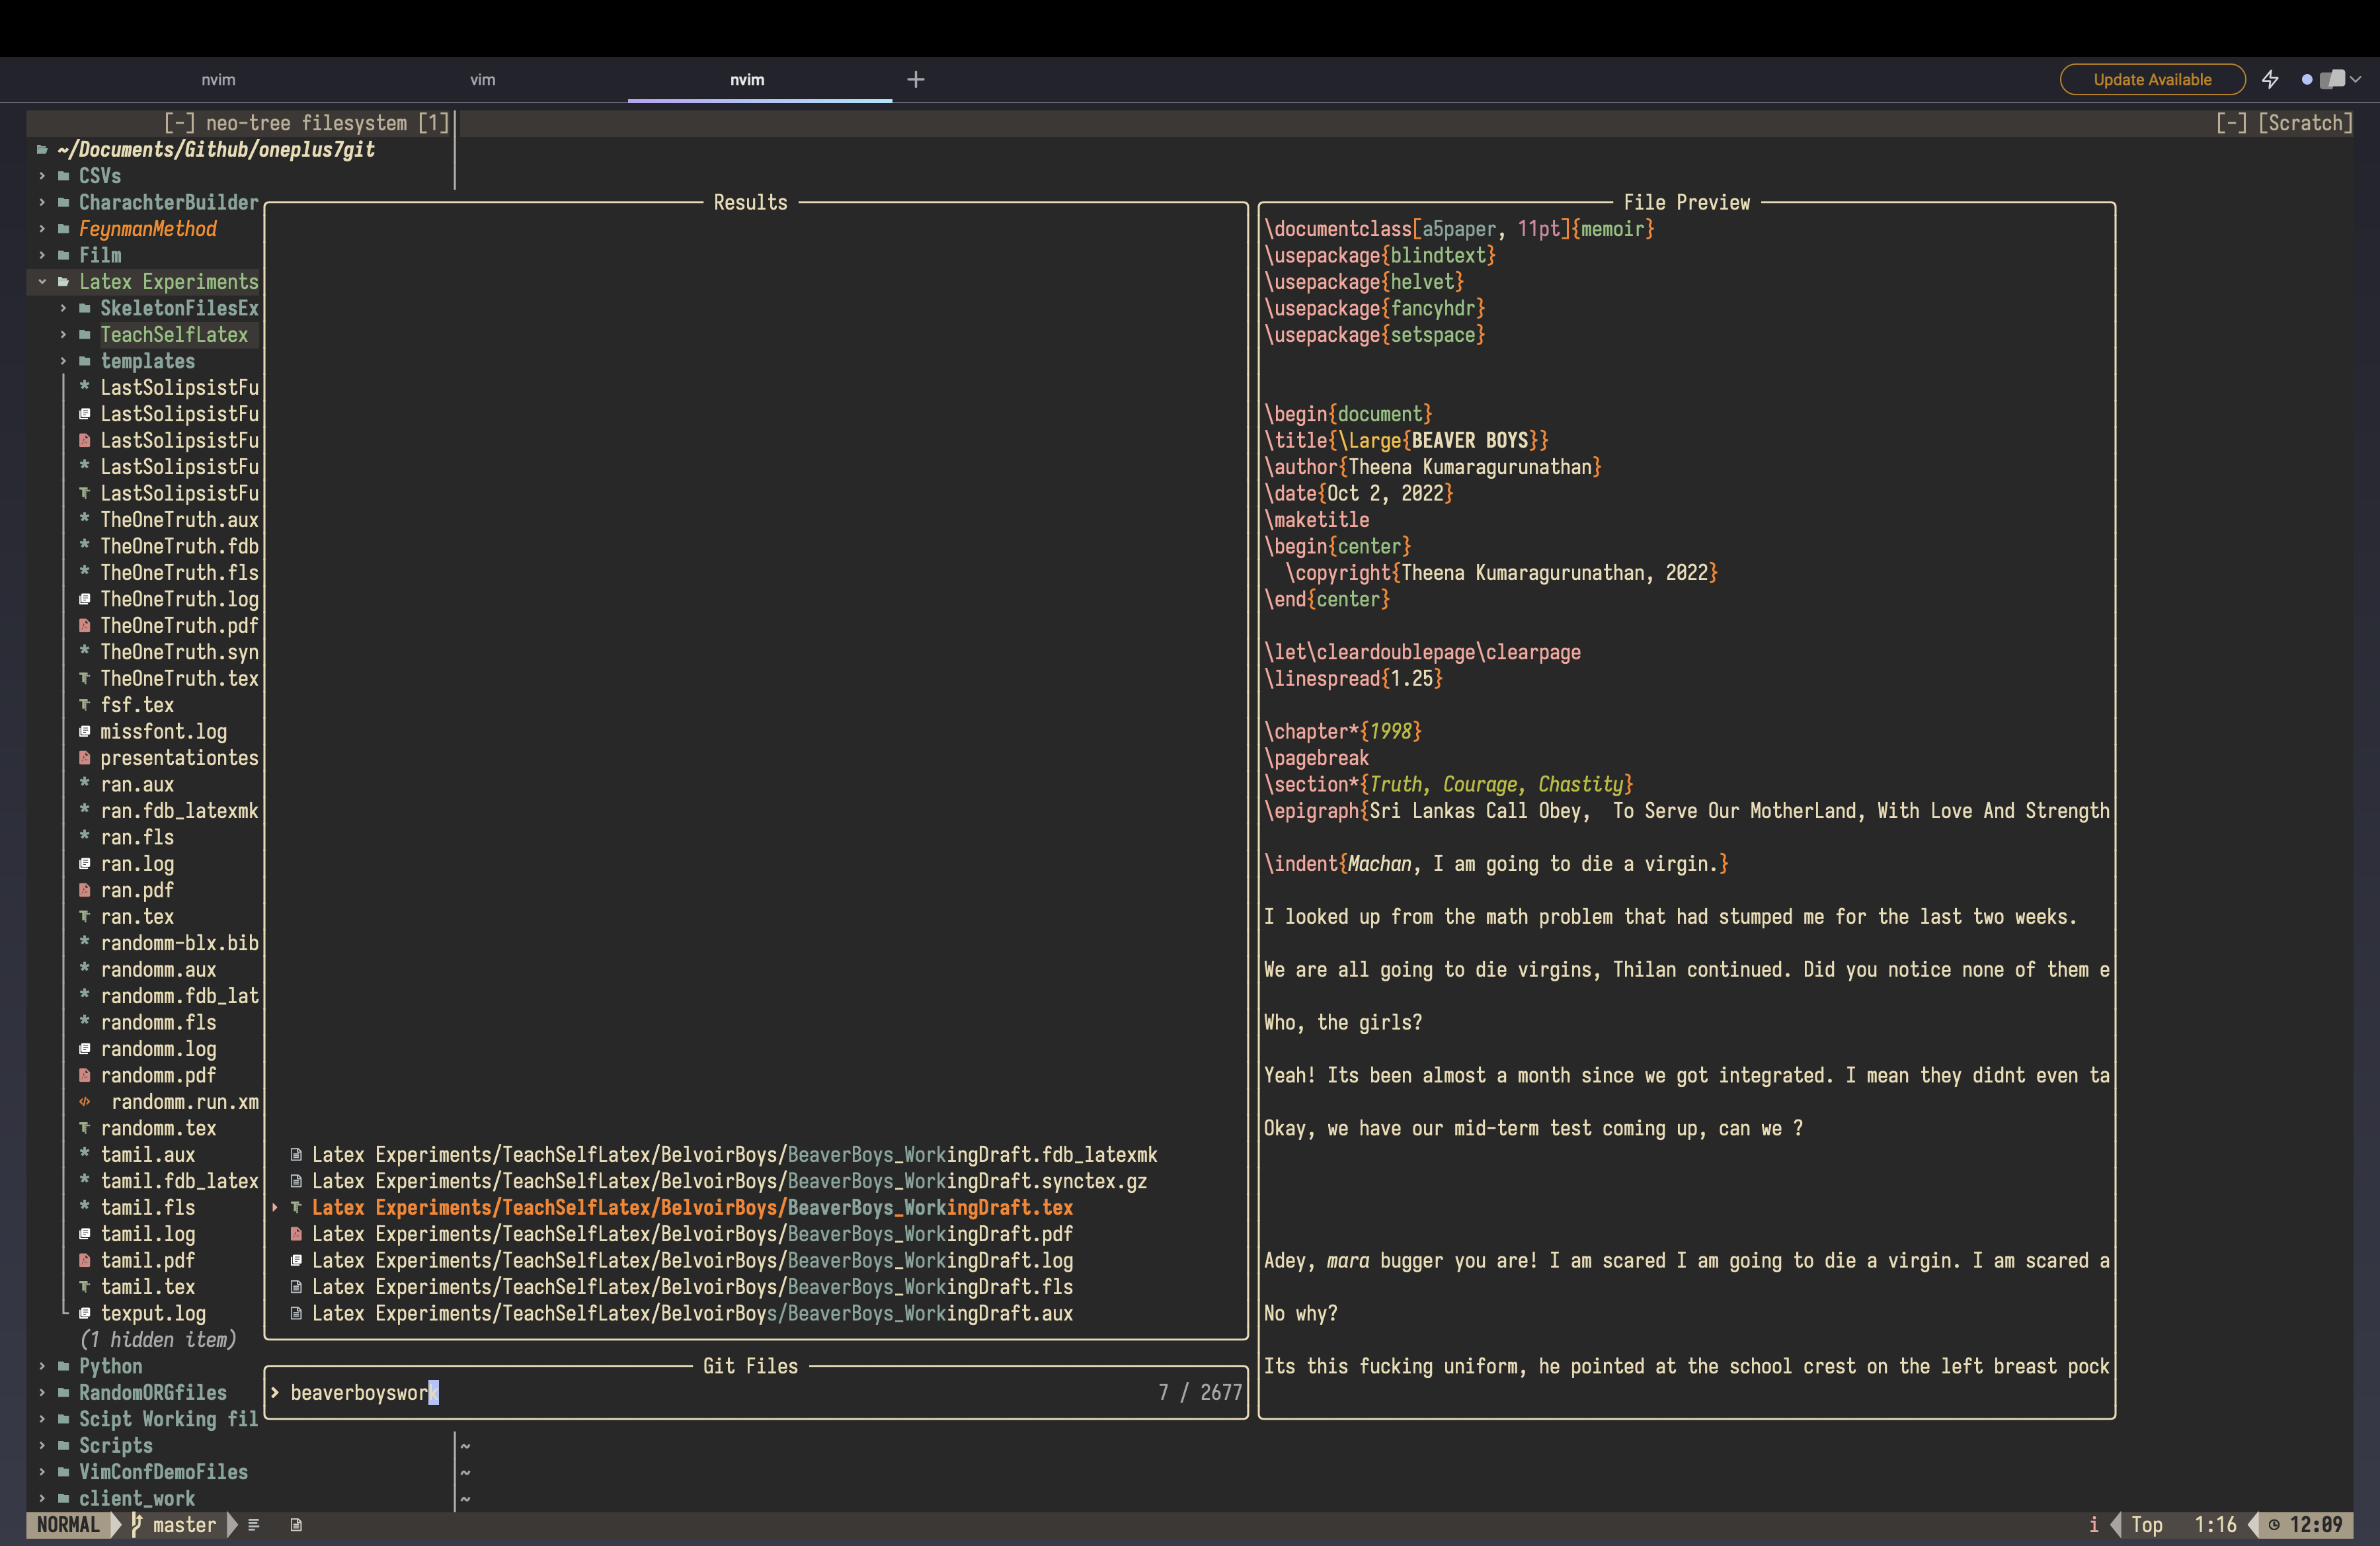 nvim
vim
nvim
+
Update Available
[-] neo-tree filesystem [1]
[-] [Scratch]
~/Documents/Github/oneplus7git
CSVs
CharachterBuilder
FeynmanMethod
Film
Latex Experiments
SkeletonFilesEx
TeachSelfLatex
templates
LastSolipsistFu
LastSolipsistFu
LastSolipsistFu
LastSolipsistFu
LastSolipsistFu
TheOneTruth.aux
TheOneTruth.fdb
TheOneTruth.fls
TheOneTruth.log
TheOneTruth.pdf
TheOneTruth.syn
TheOneTruth.tex
fsf.tex
missfont.log
presentationtes
ran.aux
ran.fdb_latexmk
ran.fls
ran.log
ran.pdf
ran.tex
randomm-blx.bib
randomm.aux
randomm.fdb_lat
randomm.fls
randomm.log
randomm.pdf
randomm.run.xm
randomm.tex
tamil.aux
tamil.fdb_latex
tamil.fls
tamil.log
tamil.pdf
tamil.tex
texput.log
(1 hidden item)
Python
RandomORGfiles
Scipt Working fil
Scripts
VimConfDemoFiles
client_work
Results
Latex Experiments/TeachSelfLatex/BelvoirBoys/BeaverBoys_WorkingDraft.fdb_latexmk
Latex Experiments/TeachSelfLatex/BelvoirBoys/BeaverBoys_WorkingDraft.synctex.gz
Latex Experiments/TeachSelfLatex/BelvoirBoys/BeaverBoys_WorkingDraft.tex
Latex Experiments/TeachSelfLatex/BelvoirBoys/BeaverBoys_WorkingDraft.pdf
Latex Experiments/TeachSelfLatex/BelvoirBoys/BeaverBoys_WorkingDraft.log
Latex Experiments/TeachSelfLatex/BelvoirBoys/BeaverBoys_WorkingDraft.fls
Latex Experiments/TeachSelfLatex/BelvoirBoys/BeaverBoys_WorkingDraft.aux
Git Files
> beaverboyswork 7 / 2677
File Preview
\documentclass[a5paper, 11pt]{memoir}
\usepackage{blindtext}
\usepackage{helvet}
\usepackage{fancyhdr}
\usepackage{setspace}
\begin{document}
\title{\Large{BEAVER BOYS}}
\author{Theena Kumaragurunathan}
\date{Oct 2, 2022}
\maketitle
\begin{center}
\copyright{Theena Kumaragurunathan, 2022}
\end{center}
\let\cleardoublepage\clearpage
\linespread{1.25}
\chapter*{1998}
\pagebreak
\section*{Truth, Courage, Chastity}
\epigraph{Sri Lankas Call Obey,  To Serve Our MotherLand, With Love And Strength
\indent{Machan, I am going to die a virgin.}
I looked up from the math problem that had stumped me for the last two weeks.
We are all going to die virgins, Thilan continued. Did you notice none of them e
Who, the girls?
Yeah! Its been almost a month since we got integrated. I mean they didnt even ta
Okay, we have our mid-term test coming up, can we ?
Adey, mara bugger you are! I am scared I am going to die a virgin. I am scared a
No why?
Its this fucking uniform, he pointed at the school crest on the left breast pock
~
~
~
NORMAL master
i Top 1:16 12:09